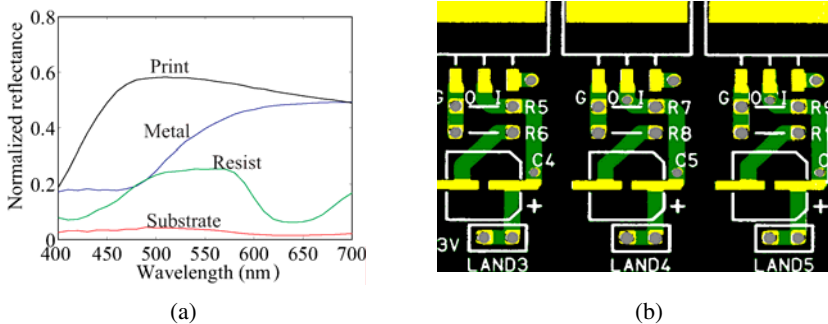 Normalized reflectance
0.8
0.6
0.4
0.2
0
400 450 500 550 600 650 700
Wavelength (nm)
Print
Metal
Resist
Substrate
(a)
G O I G O I G O I
R5 R7
R6 R8
C4 C5
+ + +
3V
LAND3 LAND4 LAND5
(b)